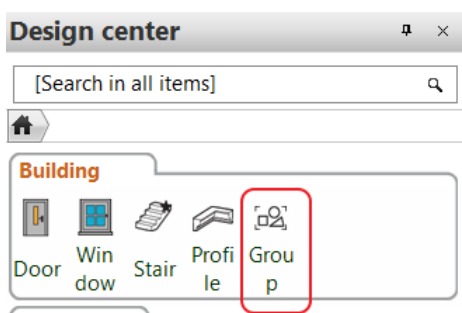 Design center
[Search in all items]
Building
Door
Win
dow
Stair
Profi
le
Grou
p